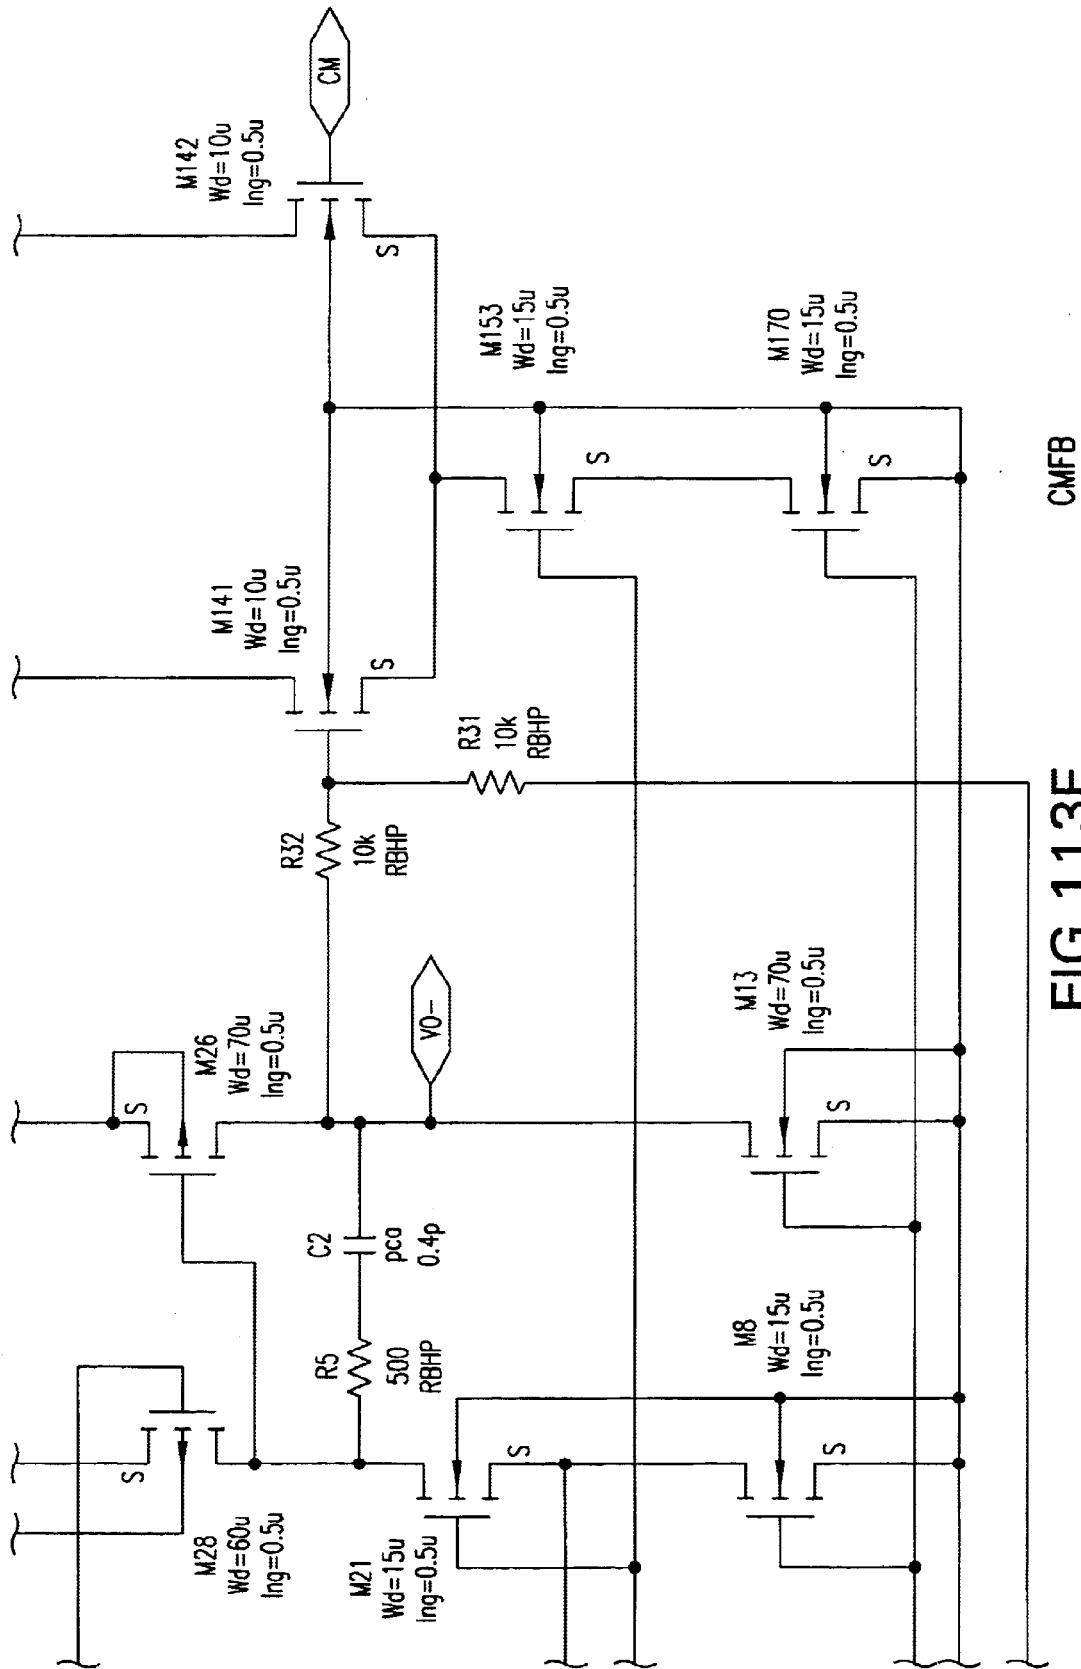 M28
Wd=60u
lng=0.5u
S
M26
Wd=70u
lng=0.5u
S
R5
500
RBHP
C2
pca
0.4p
VO-
M21
Wd=15u
lng=0.5u
S
M8
Wd=15u
lng=0.5u
M13
Wd=70u
lng=0.5u
S
R32
10k
RBHP
R31
10k
RBHP
M141
Wd=10u
lng=0.5u
S
M142
Wd=10u
lng=0.5u
S
CM
M153
Wd=15u
lng=0.5u
S
M170
Wd=15u
lng=0.5u
S
CMFB